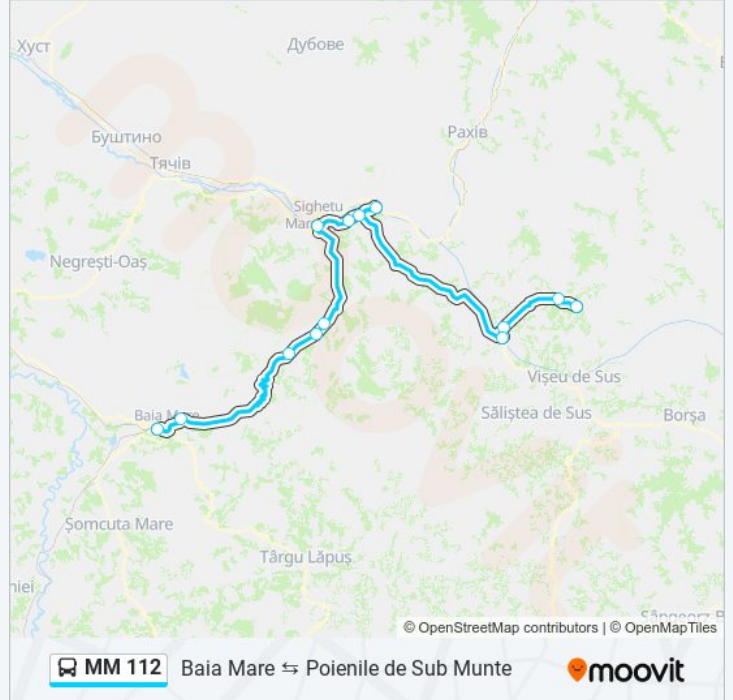 Хуст
Дубове
Рахів
Буштино
Тячів
Sighetu
Mar
Negrești-Oaș
Vișeu de Sus
Săliștea de Sus
Borșa
Baia Mare
Șomcuta Mare
Târgu Lăpuș
niei
© OpenStreetMap contributors | © OpenMapTiles
MM 112 Baia Mare ⇆ Poienile de Sub Munte
moovit